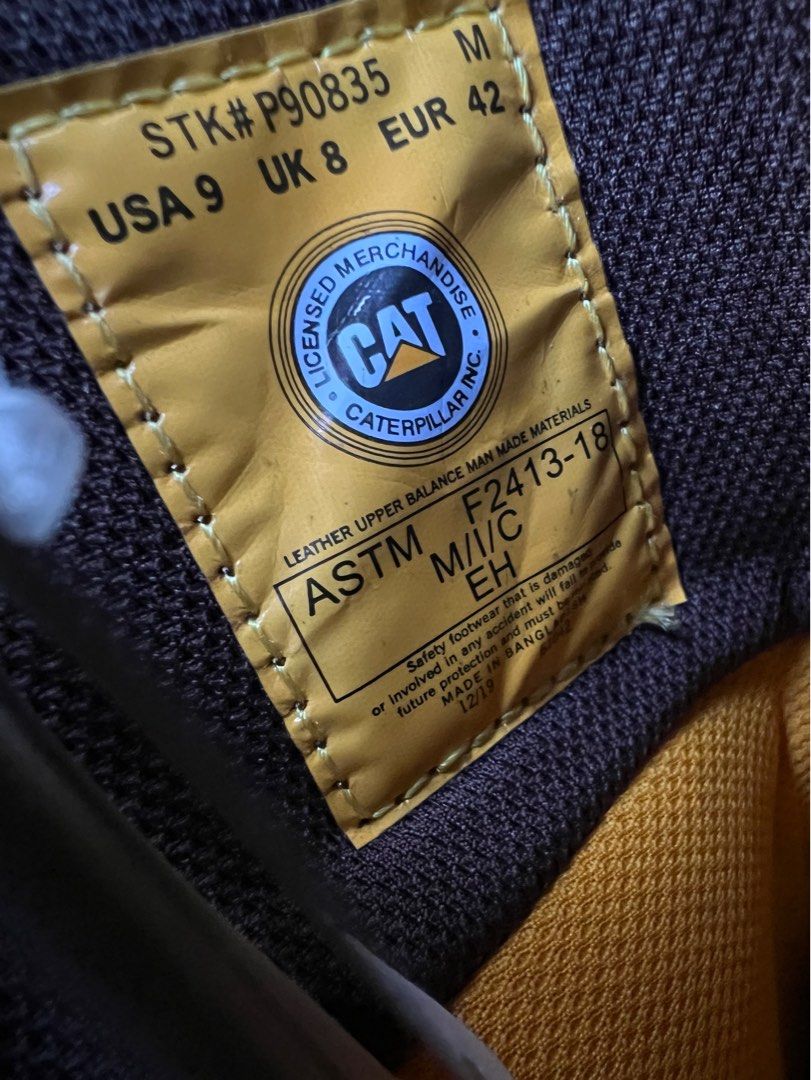 STK# P90835 M
USA 9 UK 8 EUR 42
LICENSED MERCHANDISE
CAT
CATERPILLAR INC.
LEATHER UPPER BALANCE MAN MADE MATERIALS
ASTM F2413-18
M/I/C
EH
Safety footwear that is damaged
or involved in any accident will fail to provide
future protection and must be
MADE IN BANGLADESH
12/19